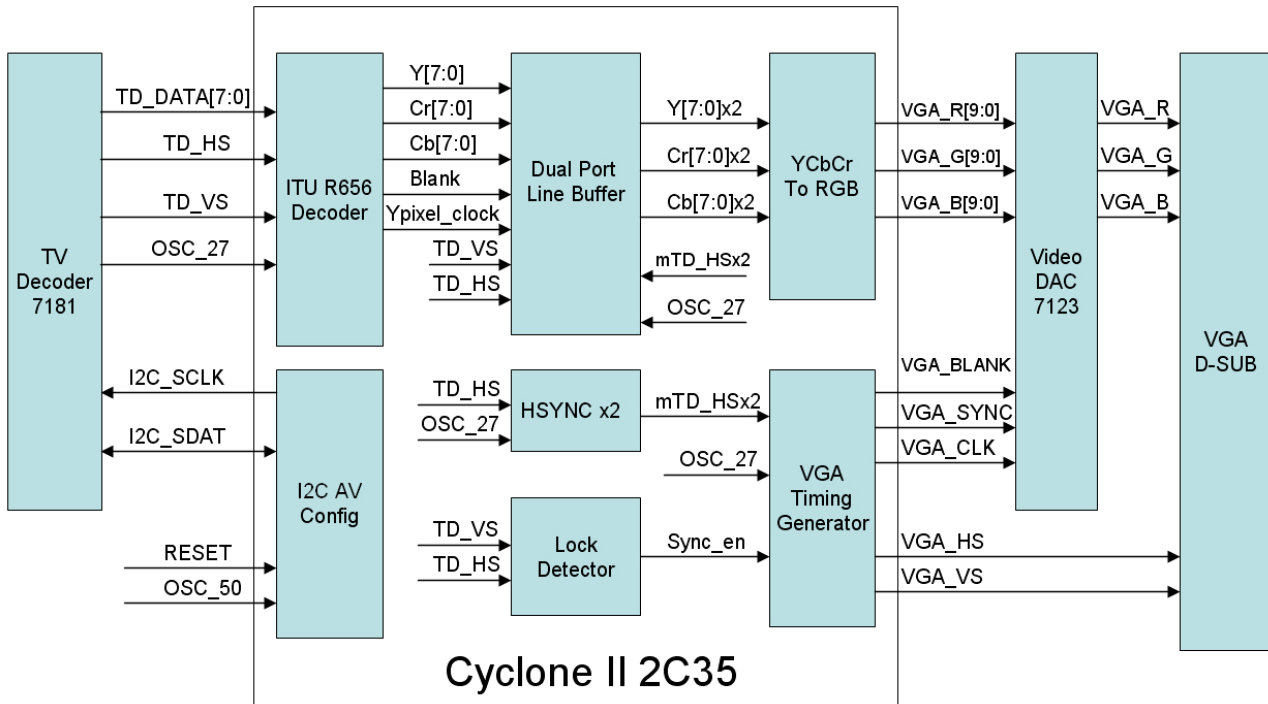 TV
Decoder
7181
TD_DATA[7:0]
TD_HS
TD_VS
OSC_27
I2C_SCLK
I2C_SDAT
RESET
OSC_50
ITU R656
Decoder
I2C AV
Config
Y[7:0]
Cr[7:0]
Cb[7:0]
Blank
Ypixel_clock
TD_VS
TD_HS
Dual Port
Line Buffer
TD_HS
OSC_27
HSYNC x2
TD_VS
TD_HS
Lock
Detector
Y[7:0]x2
Cr[7:0]x2
Cb[7:0]x2
mTD_HSx2
OSC_27
mTD_HSx2
OSC_27
Sync_en
YCbCr
To RGB
VGA
Timing
Generator
VGA_R[9:0]
VGA_G[9:0]
VGA_B[9:0]
VGA_BLANK
VGA_SYNC
VGA_CLK
VGA_HS
VGA_VS
Video
DAC
7123
VGA_R
VGA_G
VGA_B
VGA
D-SUB
Cyclone II 2C35